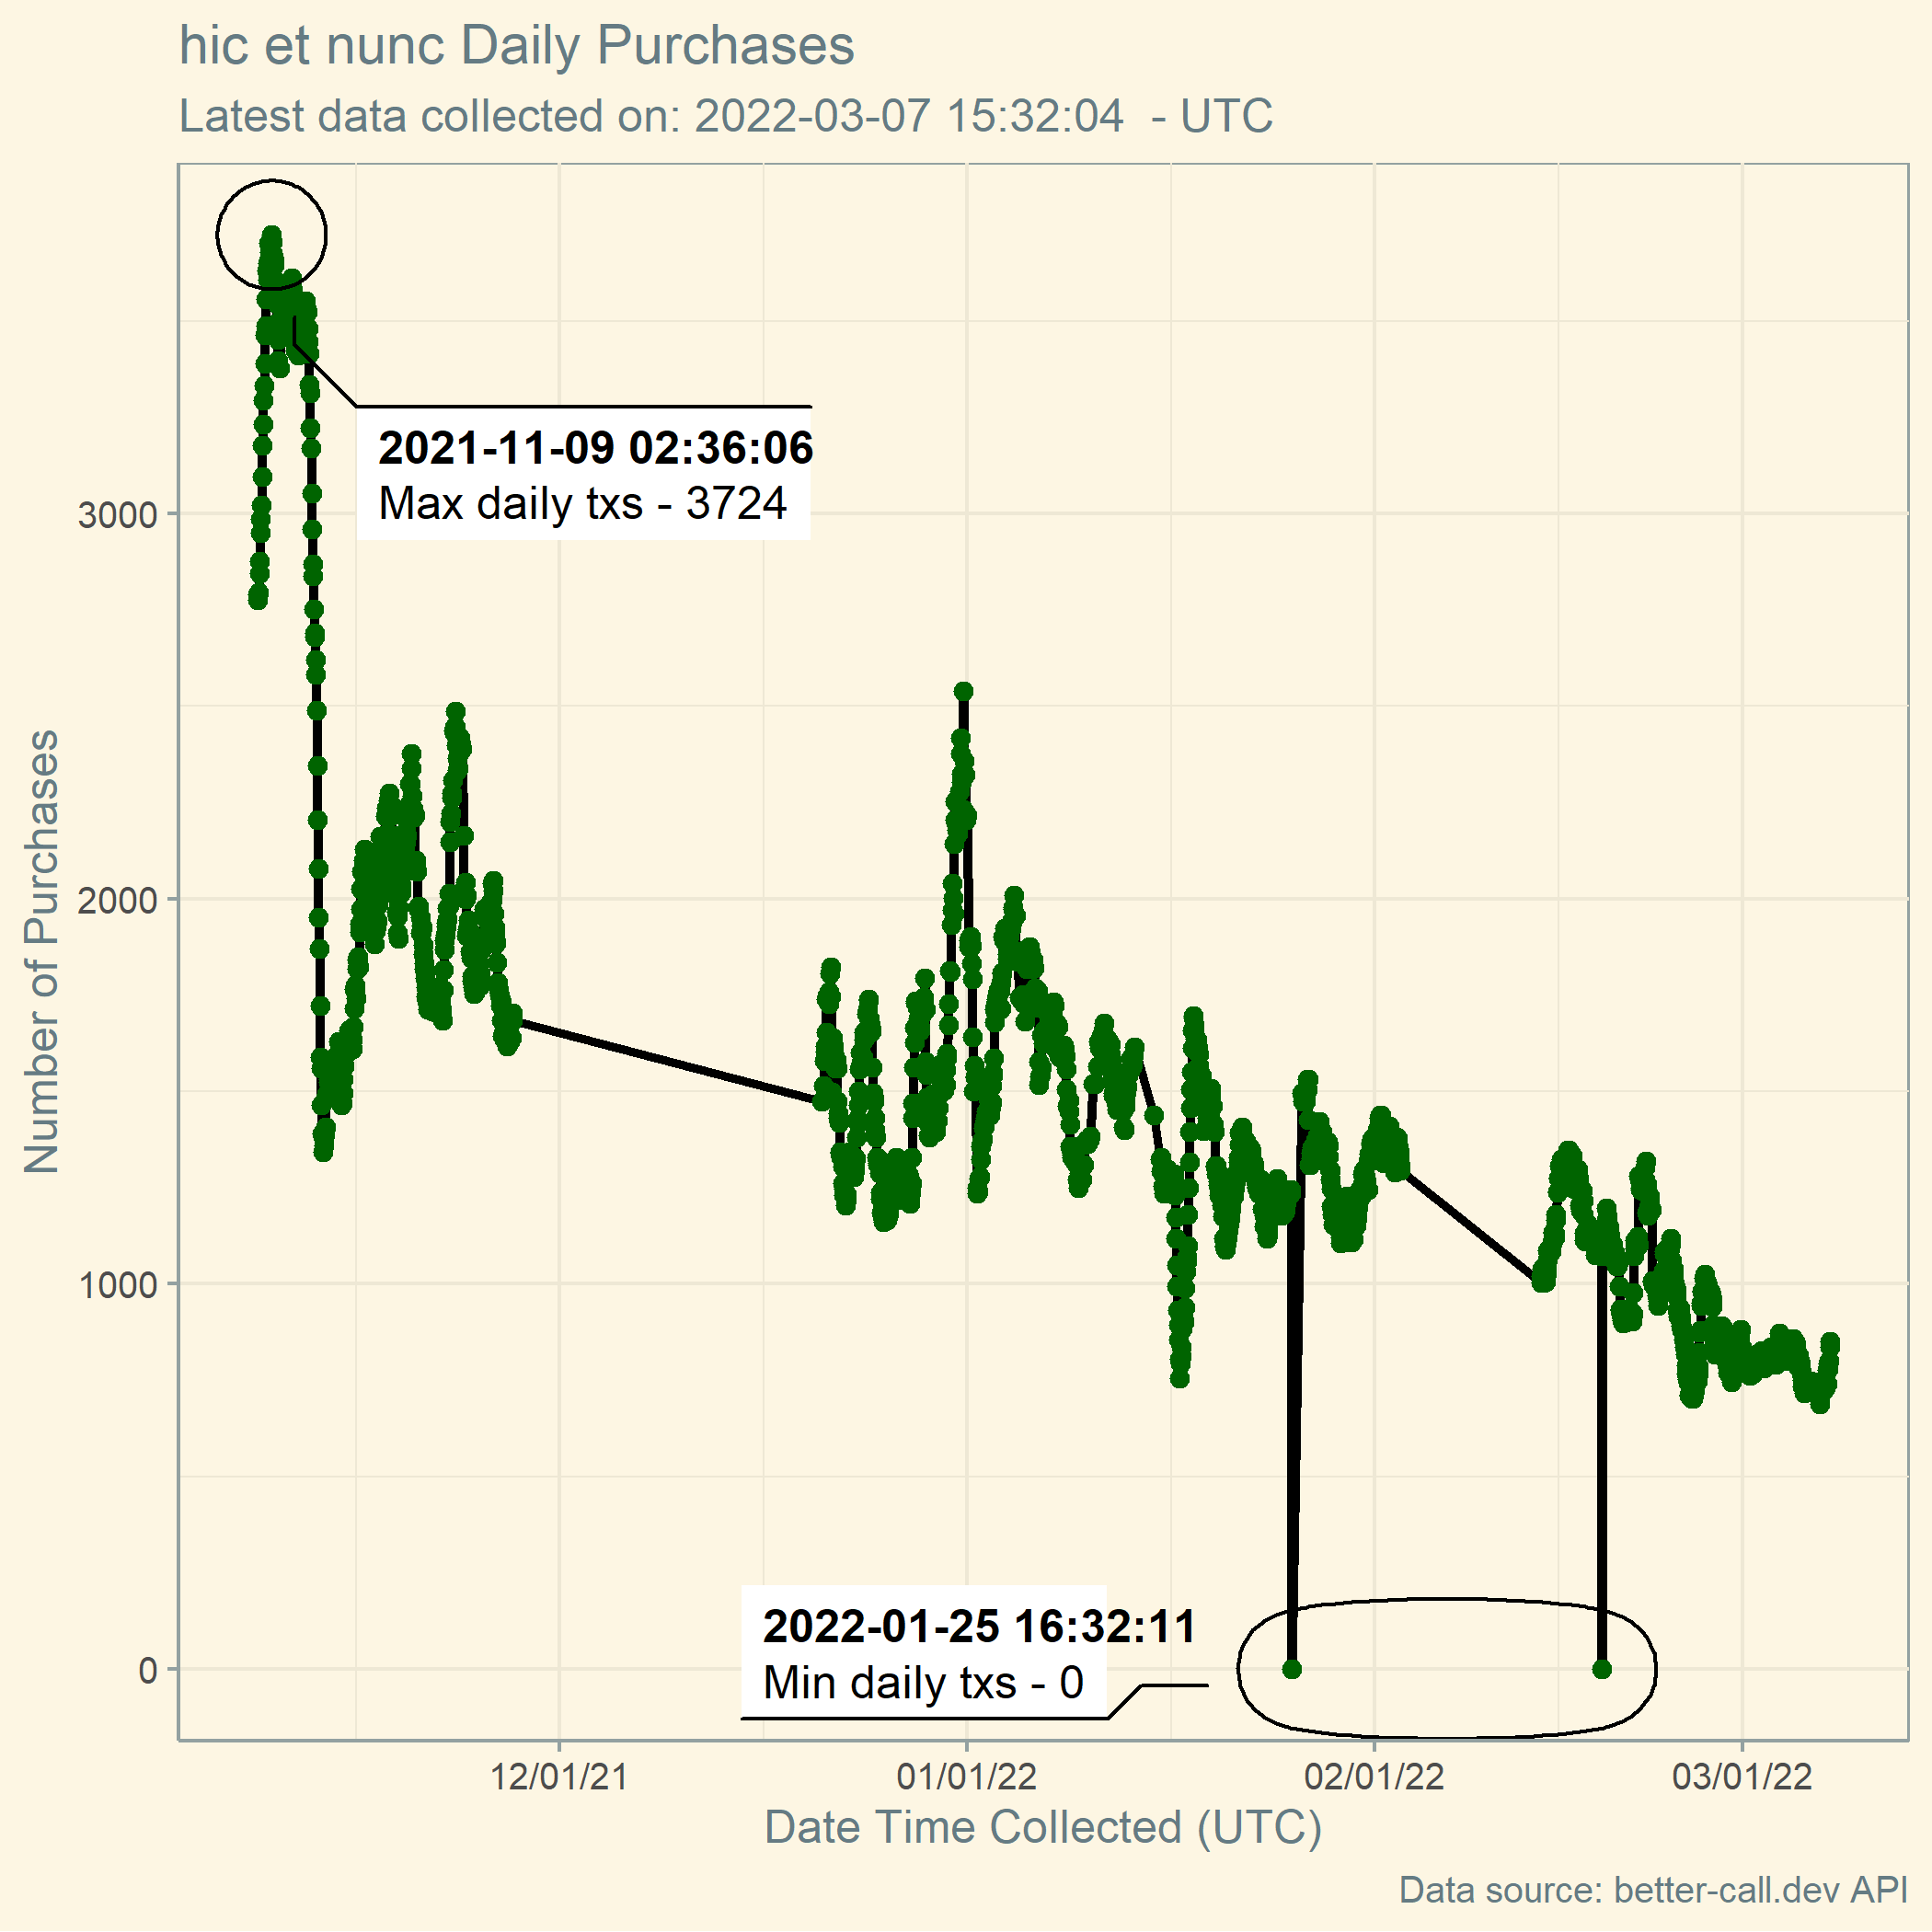 hic et nunc Daily Purchases
Latest data collected on: 2022-03-07 15:32:04  - UTC
2021-11-09 02:36:06
Max daily txs - 3724
3000
2000
1000
0
Number of Purchases
2022-01-25 16:32:11
Min daily txs - 0
12/01/21 01/01/22 02/01/22 03/01/22
Date Time Collected (UTC)
Data source: better-call.dev API